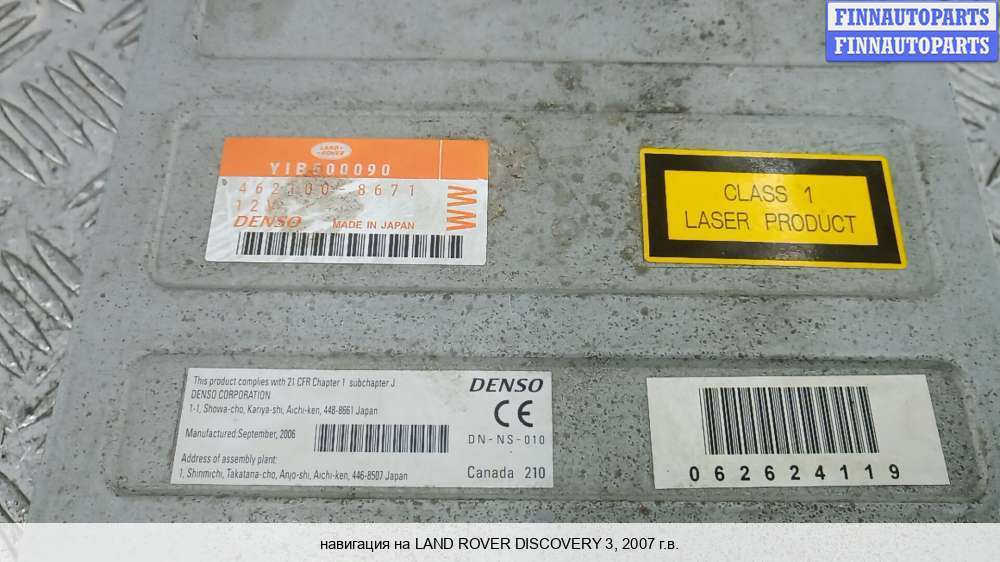 FINNAUTOPARTS
FINNAUTOPARTS
LAND ROVER
YIB500090
462100-8671
12V
DENSO MADE IN JAPAN
WW
CLASS 1
LASER PRODUCT
This product complies with 21 CFR Chapter 1 subchapter J
DENSO CORPORATION
1-1, Showa-cho, Kariya-shi, Aichi-ken, 448-8661 Japan
Manufactured:September, 2006
Address of assembly plant:
1, Shinmichi, Takatana-cho, Anjo-shi, Aichi-ken, 446-8507 Japan
DENSO
CE
DN-NS-010
Canada 210
062624119
навигация на LAND ROVER DISCOVERY 3, 2007 г.в.